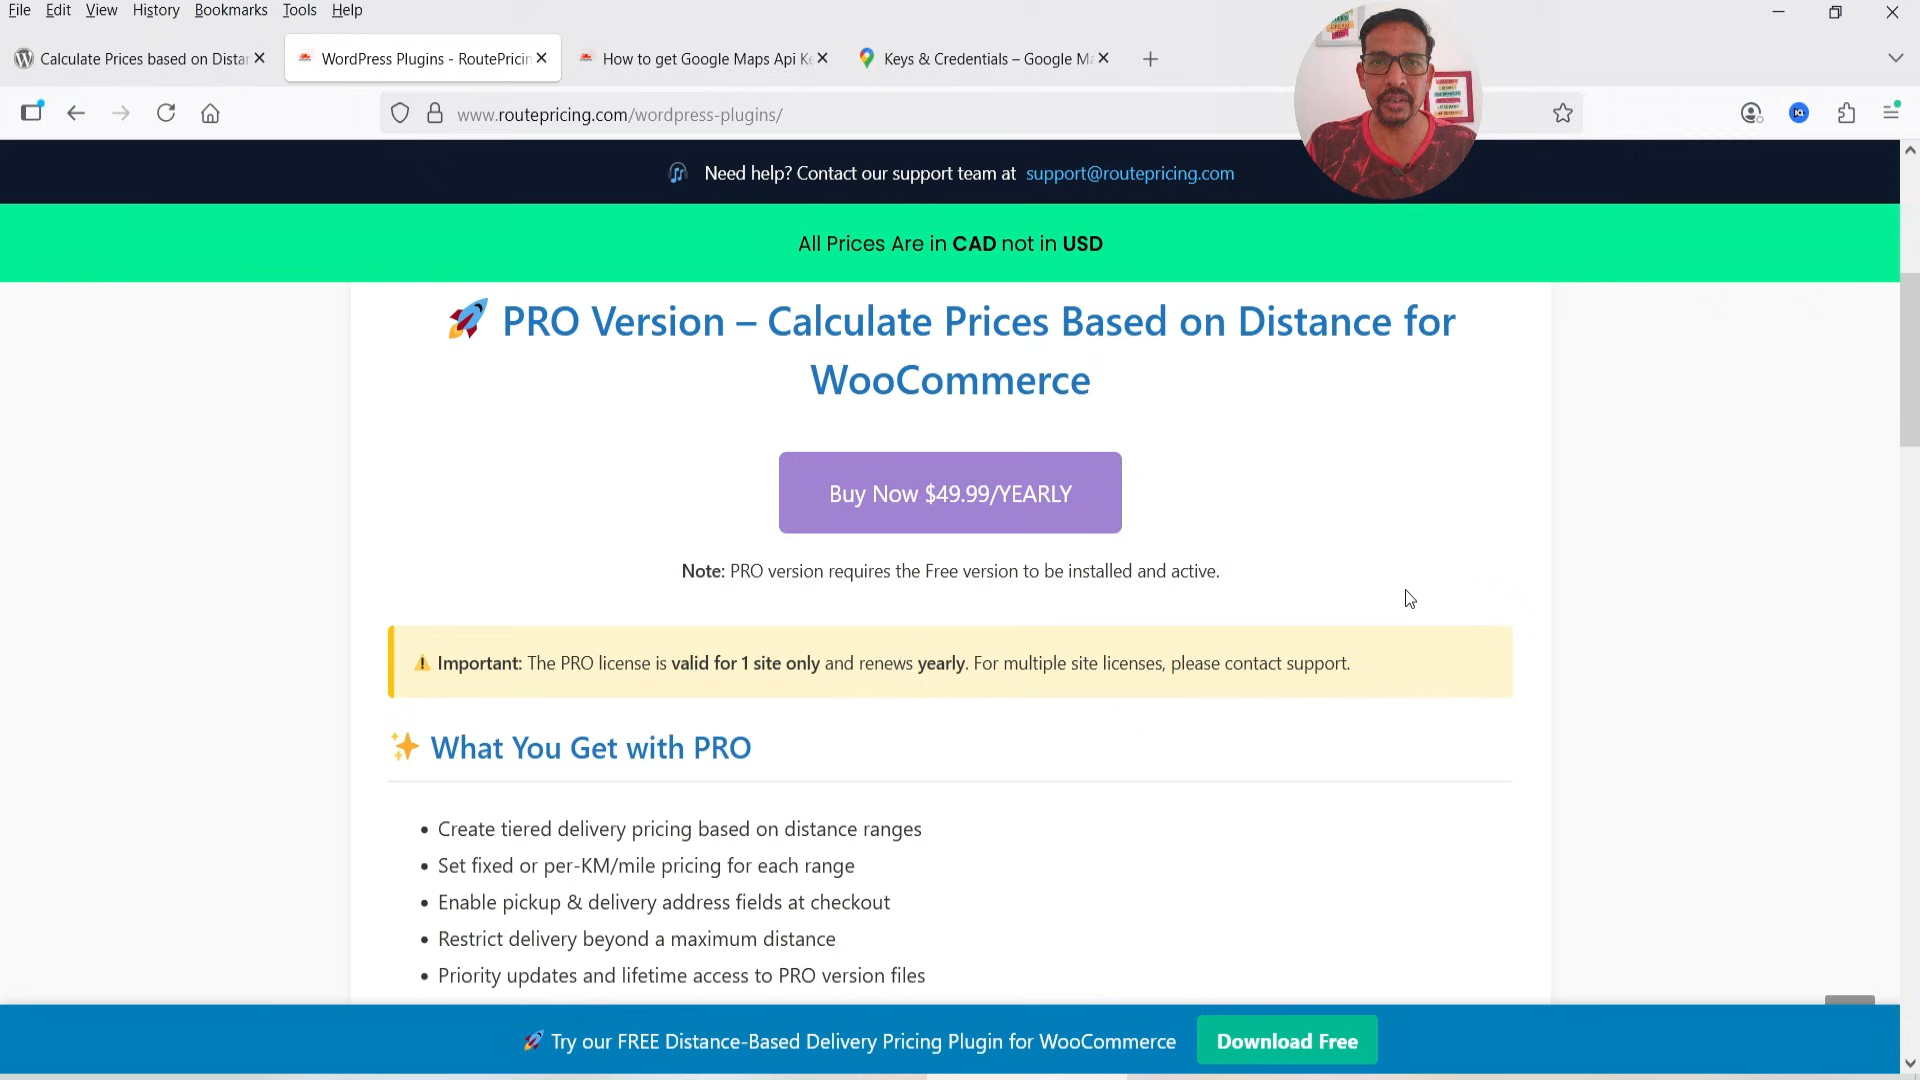 File Edit View History Bookmarks Tools Help
Calculate Prices based on Distan
WordPress Plugins - RoutePricin
How to get Google Maps Api Ke
Keys & Credentials – Google Ma
www.routepricing.com/wordpress-plugins/
Need help? Contact our support team at support@routepricing.com
All Prices Are in CAD not in USD
PRO Version – Calculate Prices Based on Distance for
WooCommerce
Buy Now $49.99/YEARLY
Note: PRO version requires the Free version to be installed and active.
Important: The PRO license is valid for 1 site only and renews yearly. For multiple site licenses, please contact support.
What You Get with PRO
• Create tiered delivery pricing based on distance ranges
• Set fixed or per-KM/mile pricing for each range
• Enable pickup & delivery address fields at checkout
• Restrict delivery beyond a maximum distance
• Priority updates and lifetime access to PRO version files
Try our FREE Distance-Based Delivery Pricing Plugin for WooCommerce Download Free